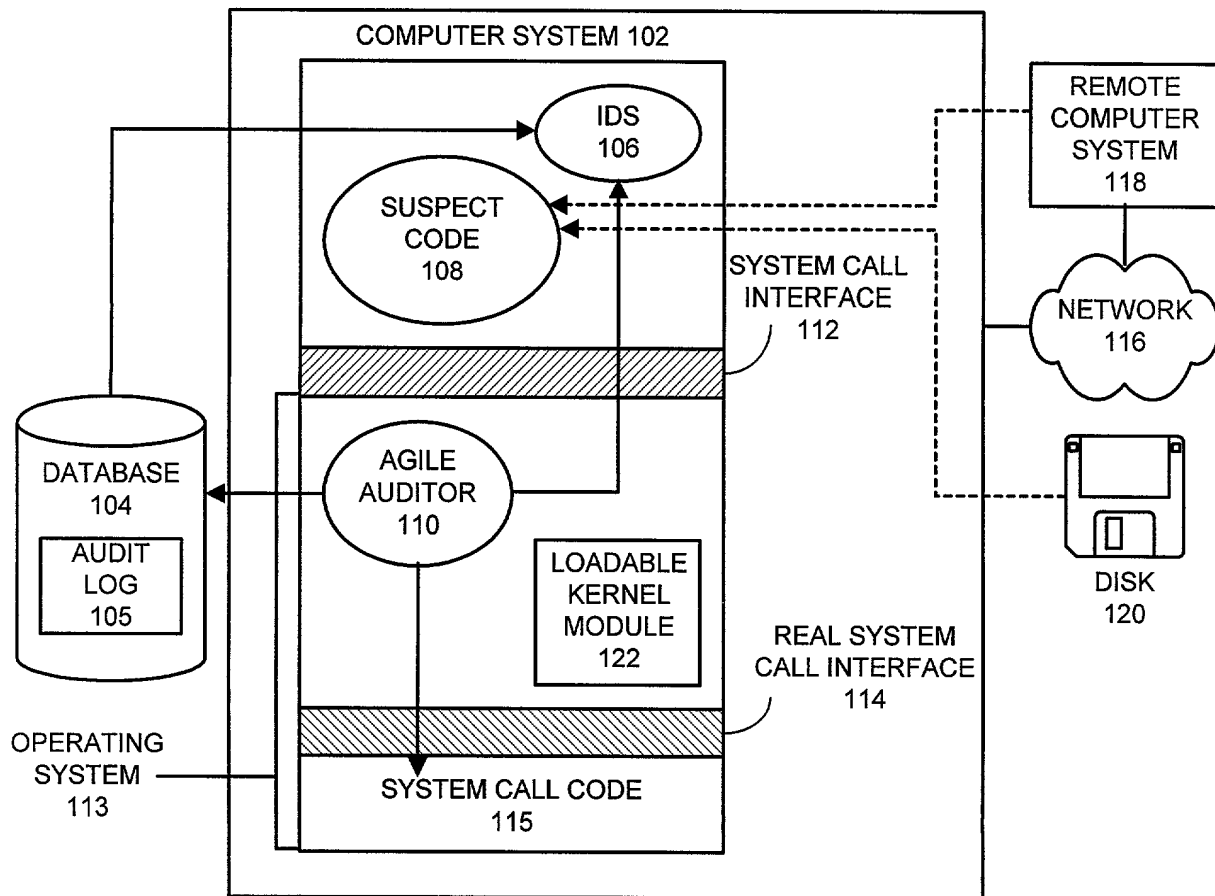 COMPUTER SYSTEM 102
IDS
106
SUSPECT
CODE
108
REMOTE
COMPUTER
SYSTEM
118
SYSTEM CALL
INTERFACE
112
NETWORK
116
DATABASE
104
AUDIT
LOG
105
AGILE
AUDITOR
110
LOADABLE
KERNEL
MODULE
122
DISK
120
REAL SYSTEM
CALL INTERFACE
114
OPERATING
SYSTEM
113
SYSTEM CALL CODE
115